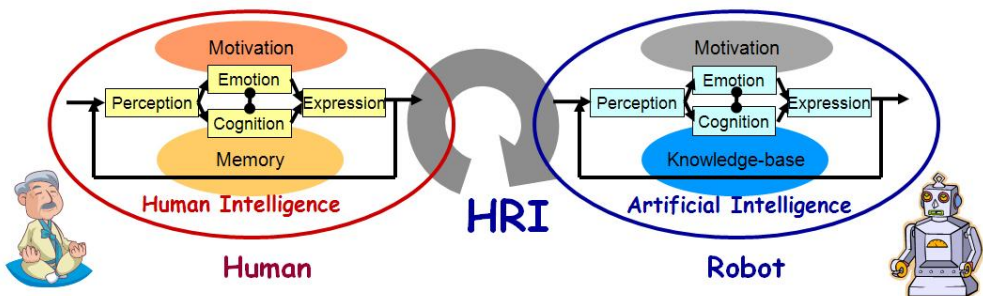 Motivation
Emotion
Perception
Expression
Cognition
Memory
Human Intelligence
Human
HRI
Motivation
Emotion
Perception
Expression
Cognition
Knowledge-base
Artificial Intelligence
Robot